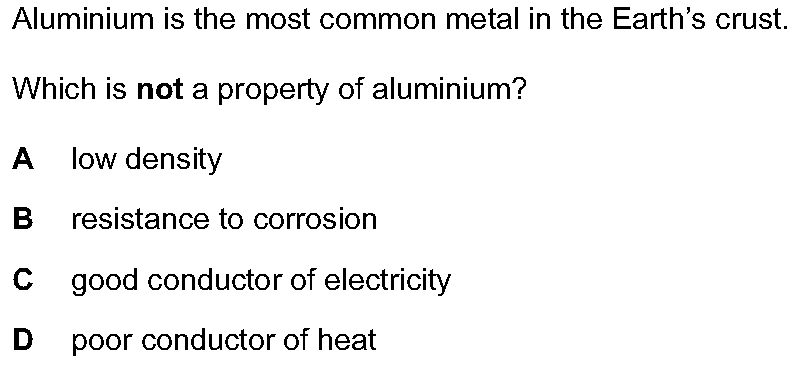 Aluminium is the most common metal in the Earth’s crust.
Which is not a property of aluminium?
A low density
B resistance to corrosion
C good conductor of electricity
D poor conductor of heat